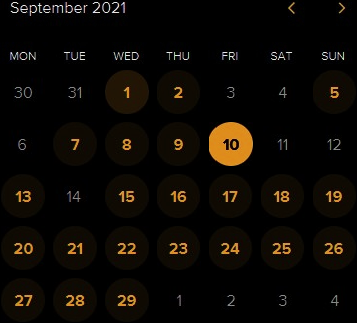 September 2021
MON TUE WED THU FRI SAT SUN
30 31 1 2 3 4 5
6 7 8 9 10 11 12
13 14 15 16 17 18 19
20 21 22 23 24 25 26
27 28 29 1 2 3 4